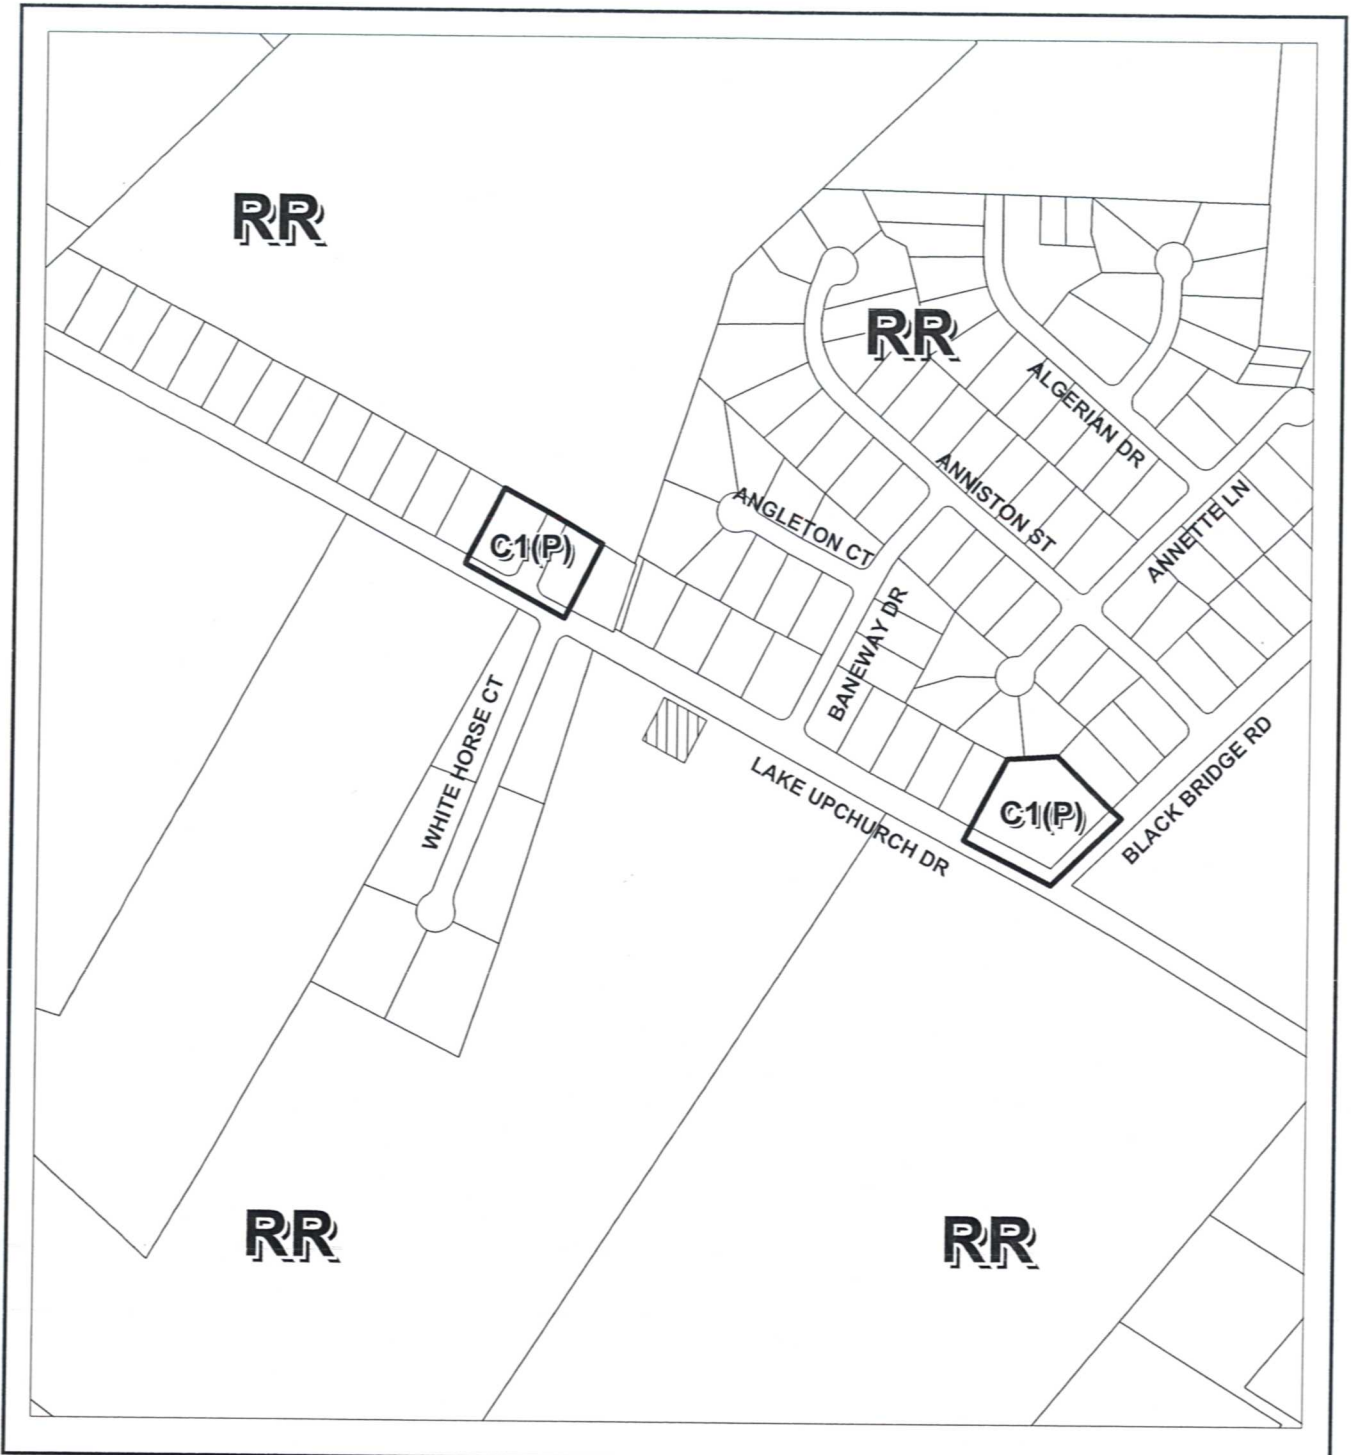 RR
RR
ALGERIAN DR
ANNISTON ST
ANNETTE LN
ANGLETON CT
C1(P)
BANEWAY DR
WHITE HORSE CT
LAKE UPCHURCH DR
C1(P)
BLACK BRIDGE RD
RR
RR